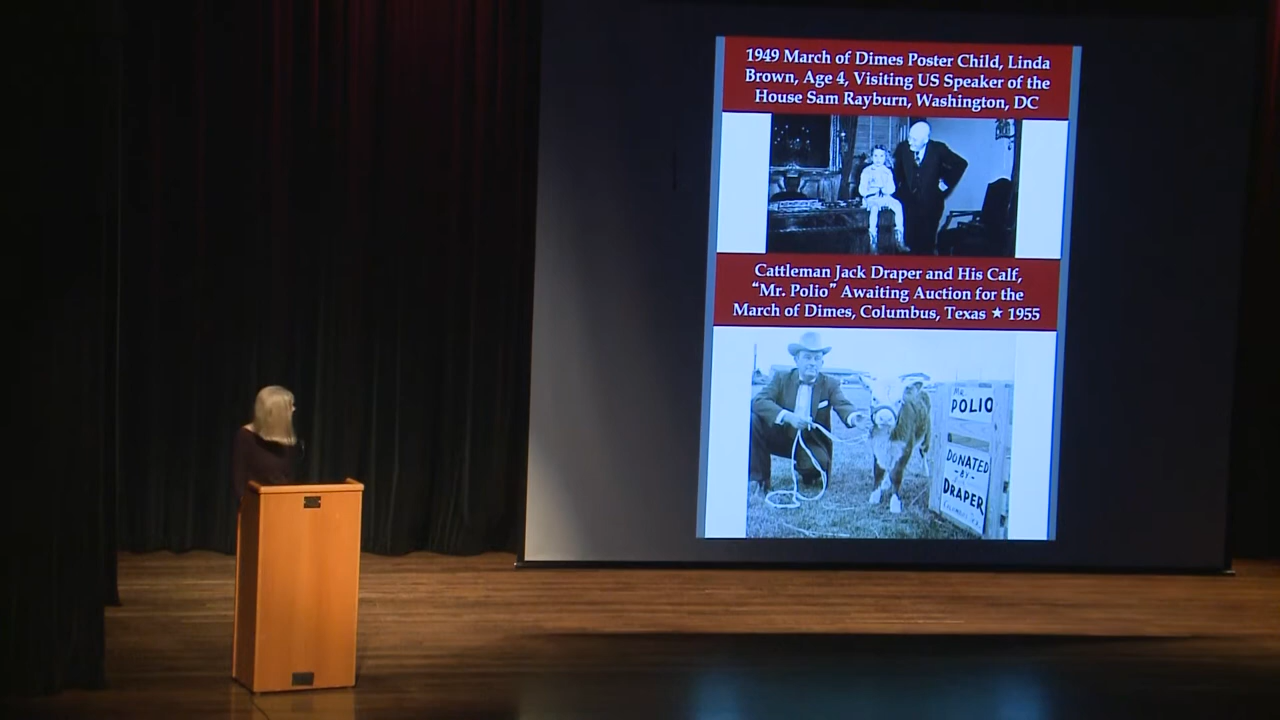 1949 March of Dimes Poster Child, Linda
Brown, Age 4, Visiting US Speaker of the
House Sam Rayburn, Washington, DC
Cattleman Jack Draper and His Calf,
“Mr. Polio” Awaiting Auction for the
March of Dimes, Columbus, Texas ★ 1955
MR.
POLIO
DONATED
-BY-
DRAPER